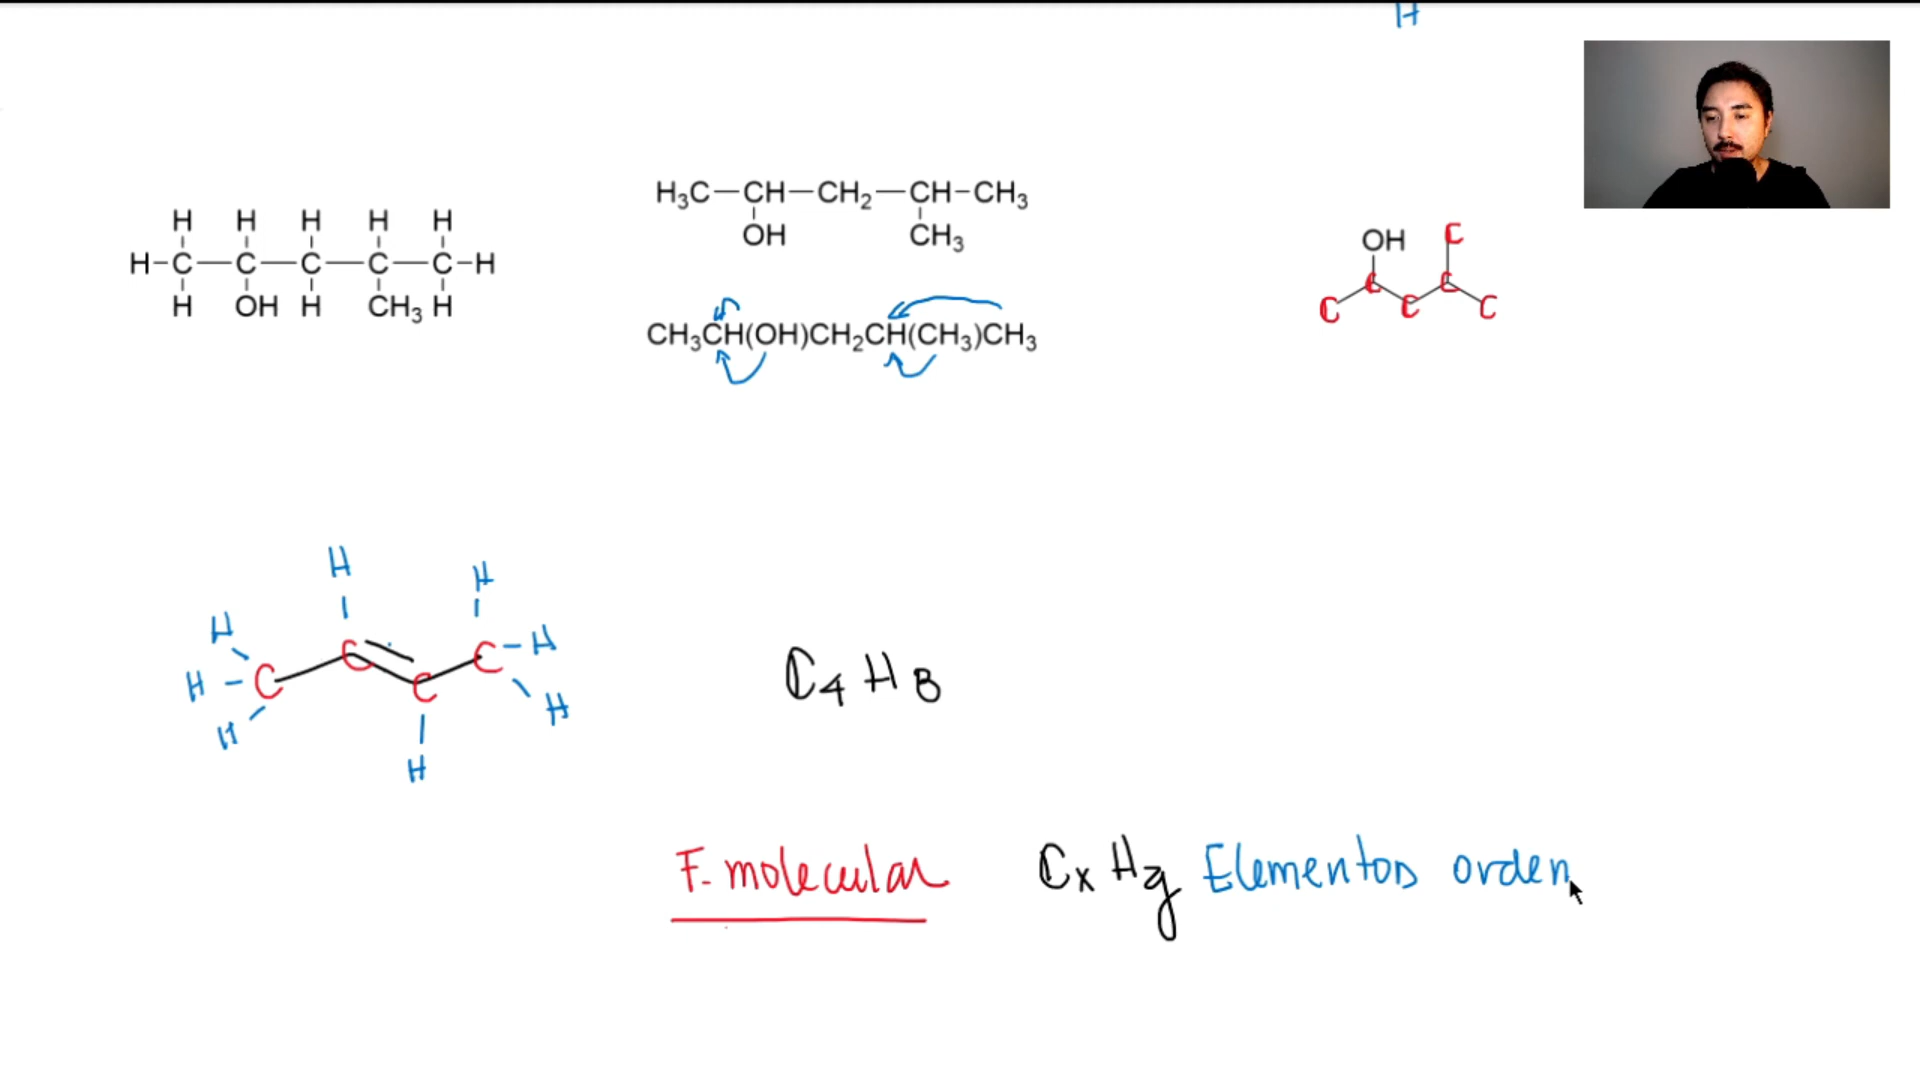 H
H H H H H
H-C-C-C-C-C-H
H OH H CH₃ H
H₃C-CH-CH₂-CH-CH₃
OH CH₃
CH₃CH(OH)CH₂CH(CH₃)CH₃
OH C
C C C C C
H H
H H
C C C C
H H H
H
H
C₄H₈
F. molecular CxHy Elementos orden